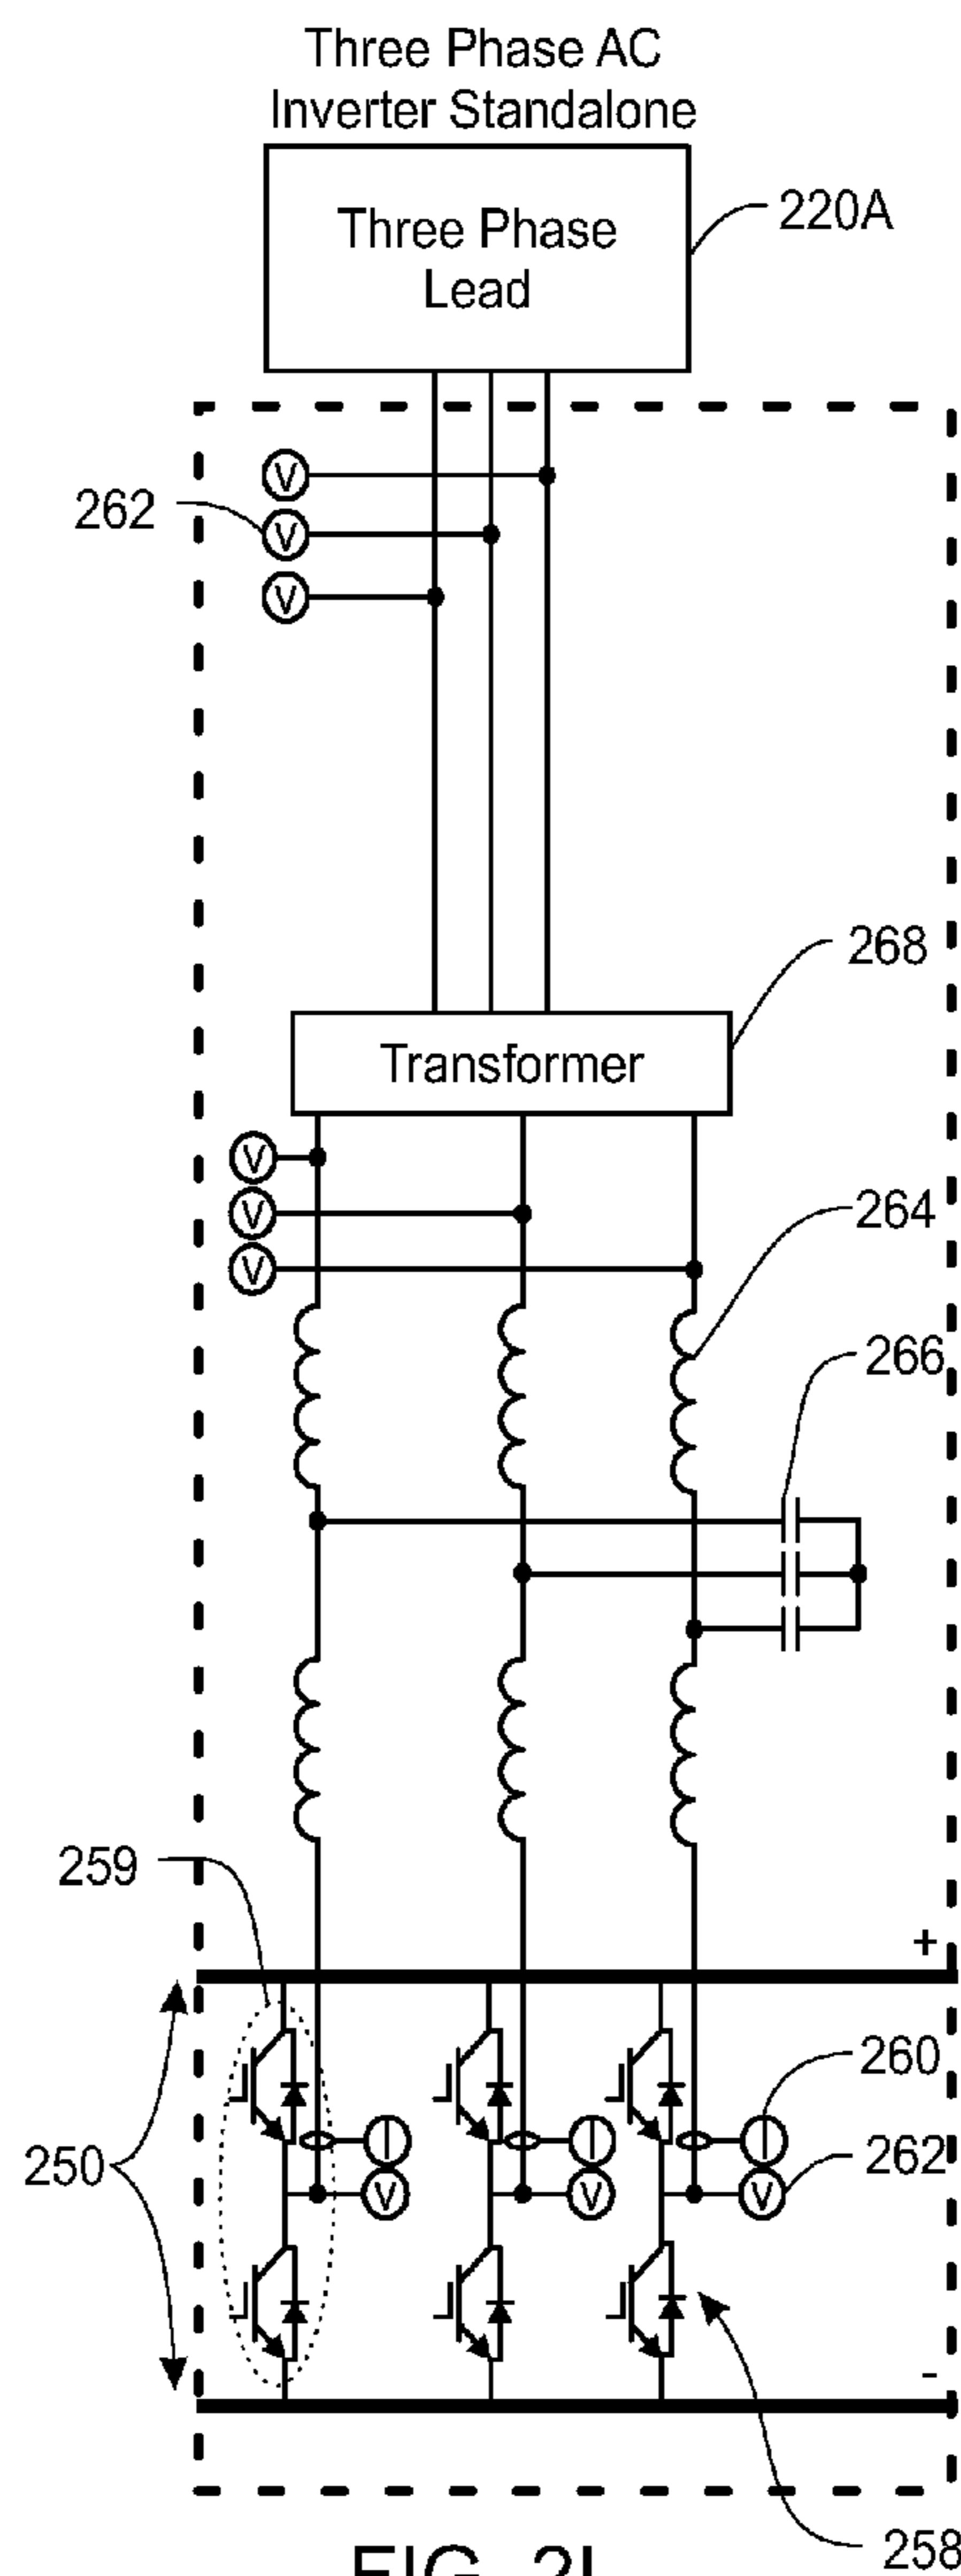 Three Phase AC
Inverter Standalone
Three Phase
Lead
220A
V
262
V
V
268
Transformer
V
V
V
264
266
259
+
250
260
I
I
I
V
V
V
262
-
258